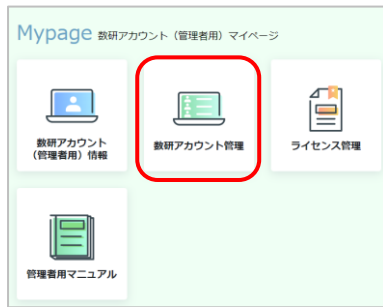 Mypage 数研アカウント（管理者用）マイページ
数研アカウント
（管理者用）情報
数研アカウント管理
ライセンス管理
管理者用マニュアル